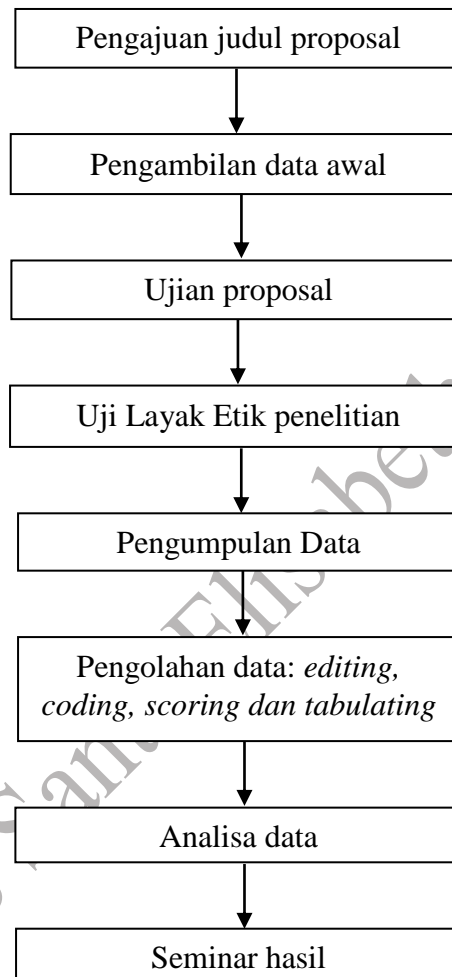 Pengajuan judul proposal
Pengambilan data awal
Ujian proposal
Uji Layak Etik penelitian
Pengumpulan Data
Pengolahan data: editing,
coding, scoring dan tabulating
Analisa data
Seminar hasil